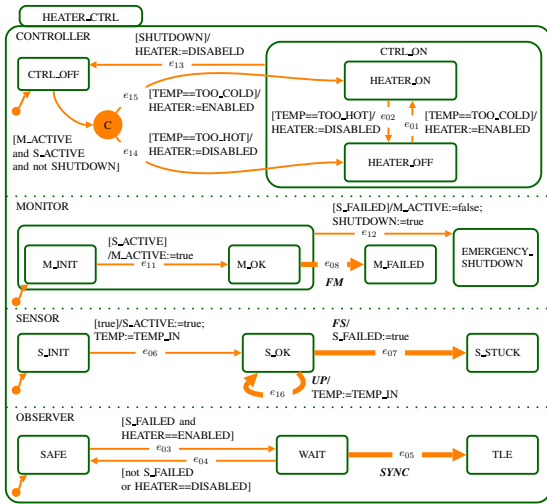 HEATER_CTRL
CONTROLLER
[SHUTDOWN]/
HEATER:=DISABELD
e13
CTRL_ON
CTRL_OFF
HEATER_ON
e15
[TEMP==TOO_COLD]/
HEATER:=ENABLED
C
[TEMP==TOO_HOT]/
HEATER:=DISABLED
e02
e01
[TEMP==TOO_COLD]/
HEATER:=ENABLED
[M_ACTIVE
and S_ACTIVE
and not SHUTDOWN]
e14
[TEMP==TOO_HOT]/
HEATER:=DISABLED
HEATER_OFF
MONITOR
[S_FAILED]/M_ACTIVE:=false;
SHUTDOWN:=true
e12
[S_ACTIVE]
/M_ACTIVE:=true
M_INIT
e11
M_OK
e08
FM
M_FAILED
EMERGENCY_
SHUTDOWN
SENSOR
[true]/S_ACTIVE:=true;
TEMP:=TEMP_IN
FS/
S_FAILED:=true
S_INIT
e06
S_OK
e07
S_STUCK
e16
UP/
TEMP:=TEMP_IN
OBSERVER
[S_FAILED and
HEATER==ENABLED]
SAFE
e03
e04
WAIT
e05
TLE
[not S_FAILED
or HEATER==DISABLED]
SYNC